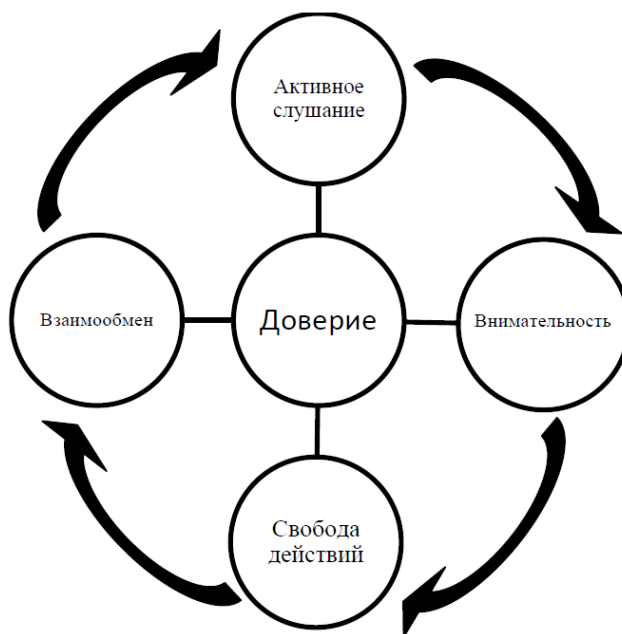 Активное
слушание
Взаимообмен
Доверие
Внимательность
Свобода
действий